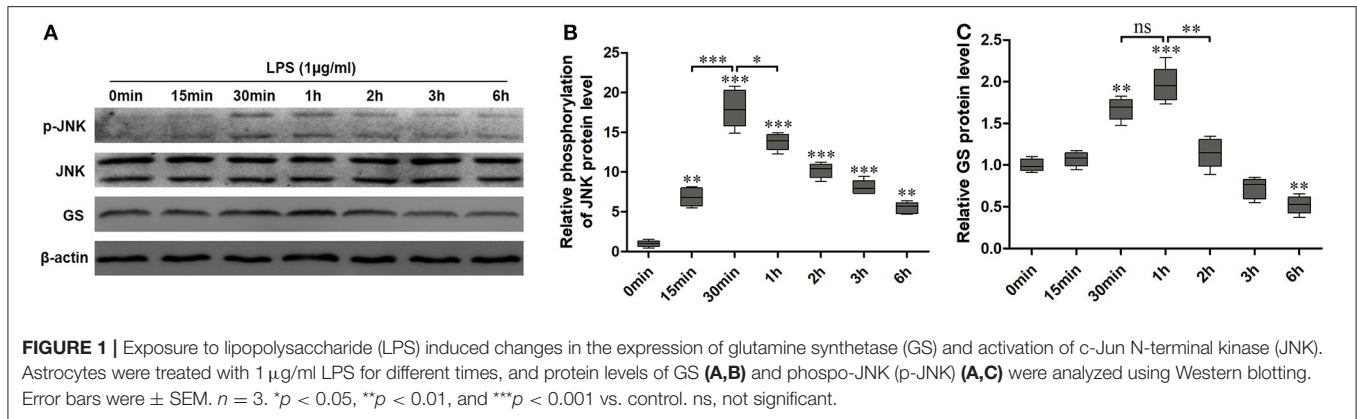 A
LPS (1μg/ml)
0min 15min 30min 1h 2h 3h 6h
p-JNK
JNK
GS
β-actin
B
Relative phosphorylation
of JNK protein level
25
20
15
10
5
0
**
***
***
*
***
***
***
**
0min 15min 30min 1h 2h 3h 6h
C
Relative GS protein level
2.5
2.0
1.5
1.0
0.5
0.0
ns
**
**
***
**
0min 15min 30min 1h 2h 3h 6h
FIGURE 1 | Exposure to lipopolysaccharide (LPS) induced changes in the expression of glutamine synthetase (GS) and activation of c-Jun N-terminal kinase (JNK).
Astrocytes were treated with 1 μg/ml LPS for different times, and protein levels of GS (A,B) and phospo-JNK (p-JNK) (A,C) were analyzed using Western blotting.
Error bars were ± SEM. n = 3. *p < 0.05, **p < 0.01, and ***p < 0.001 vs. control. ns, not significant.